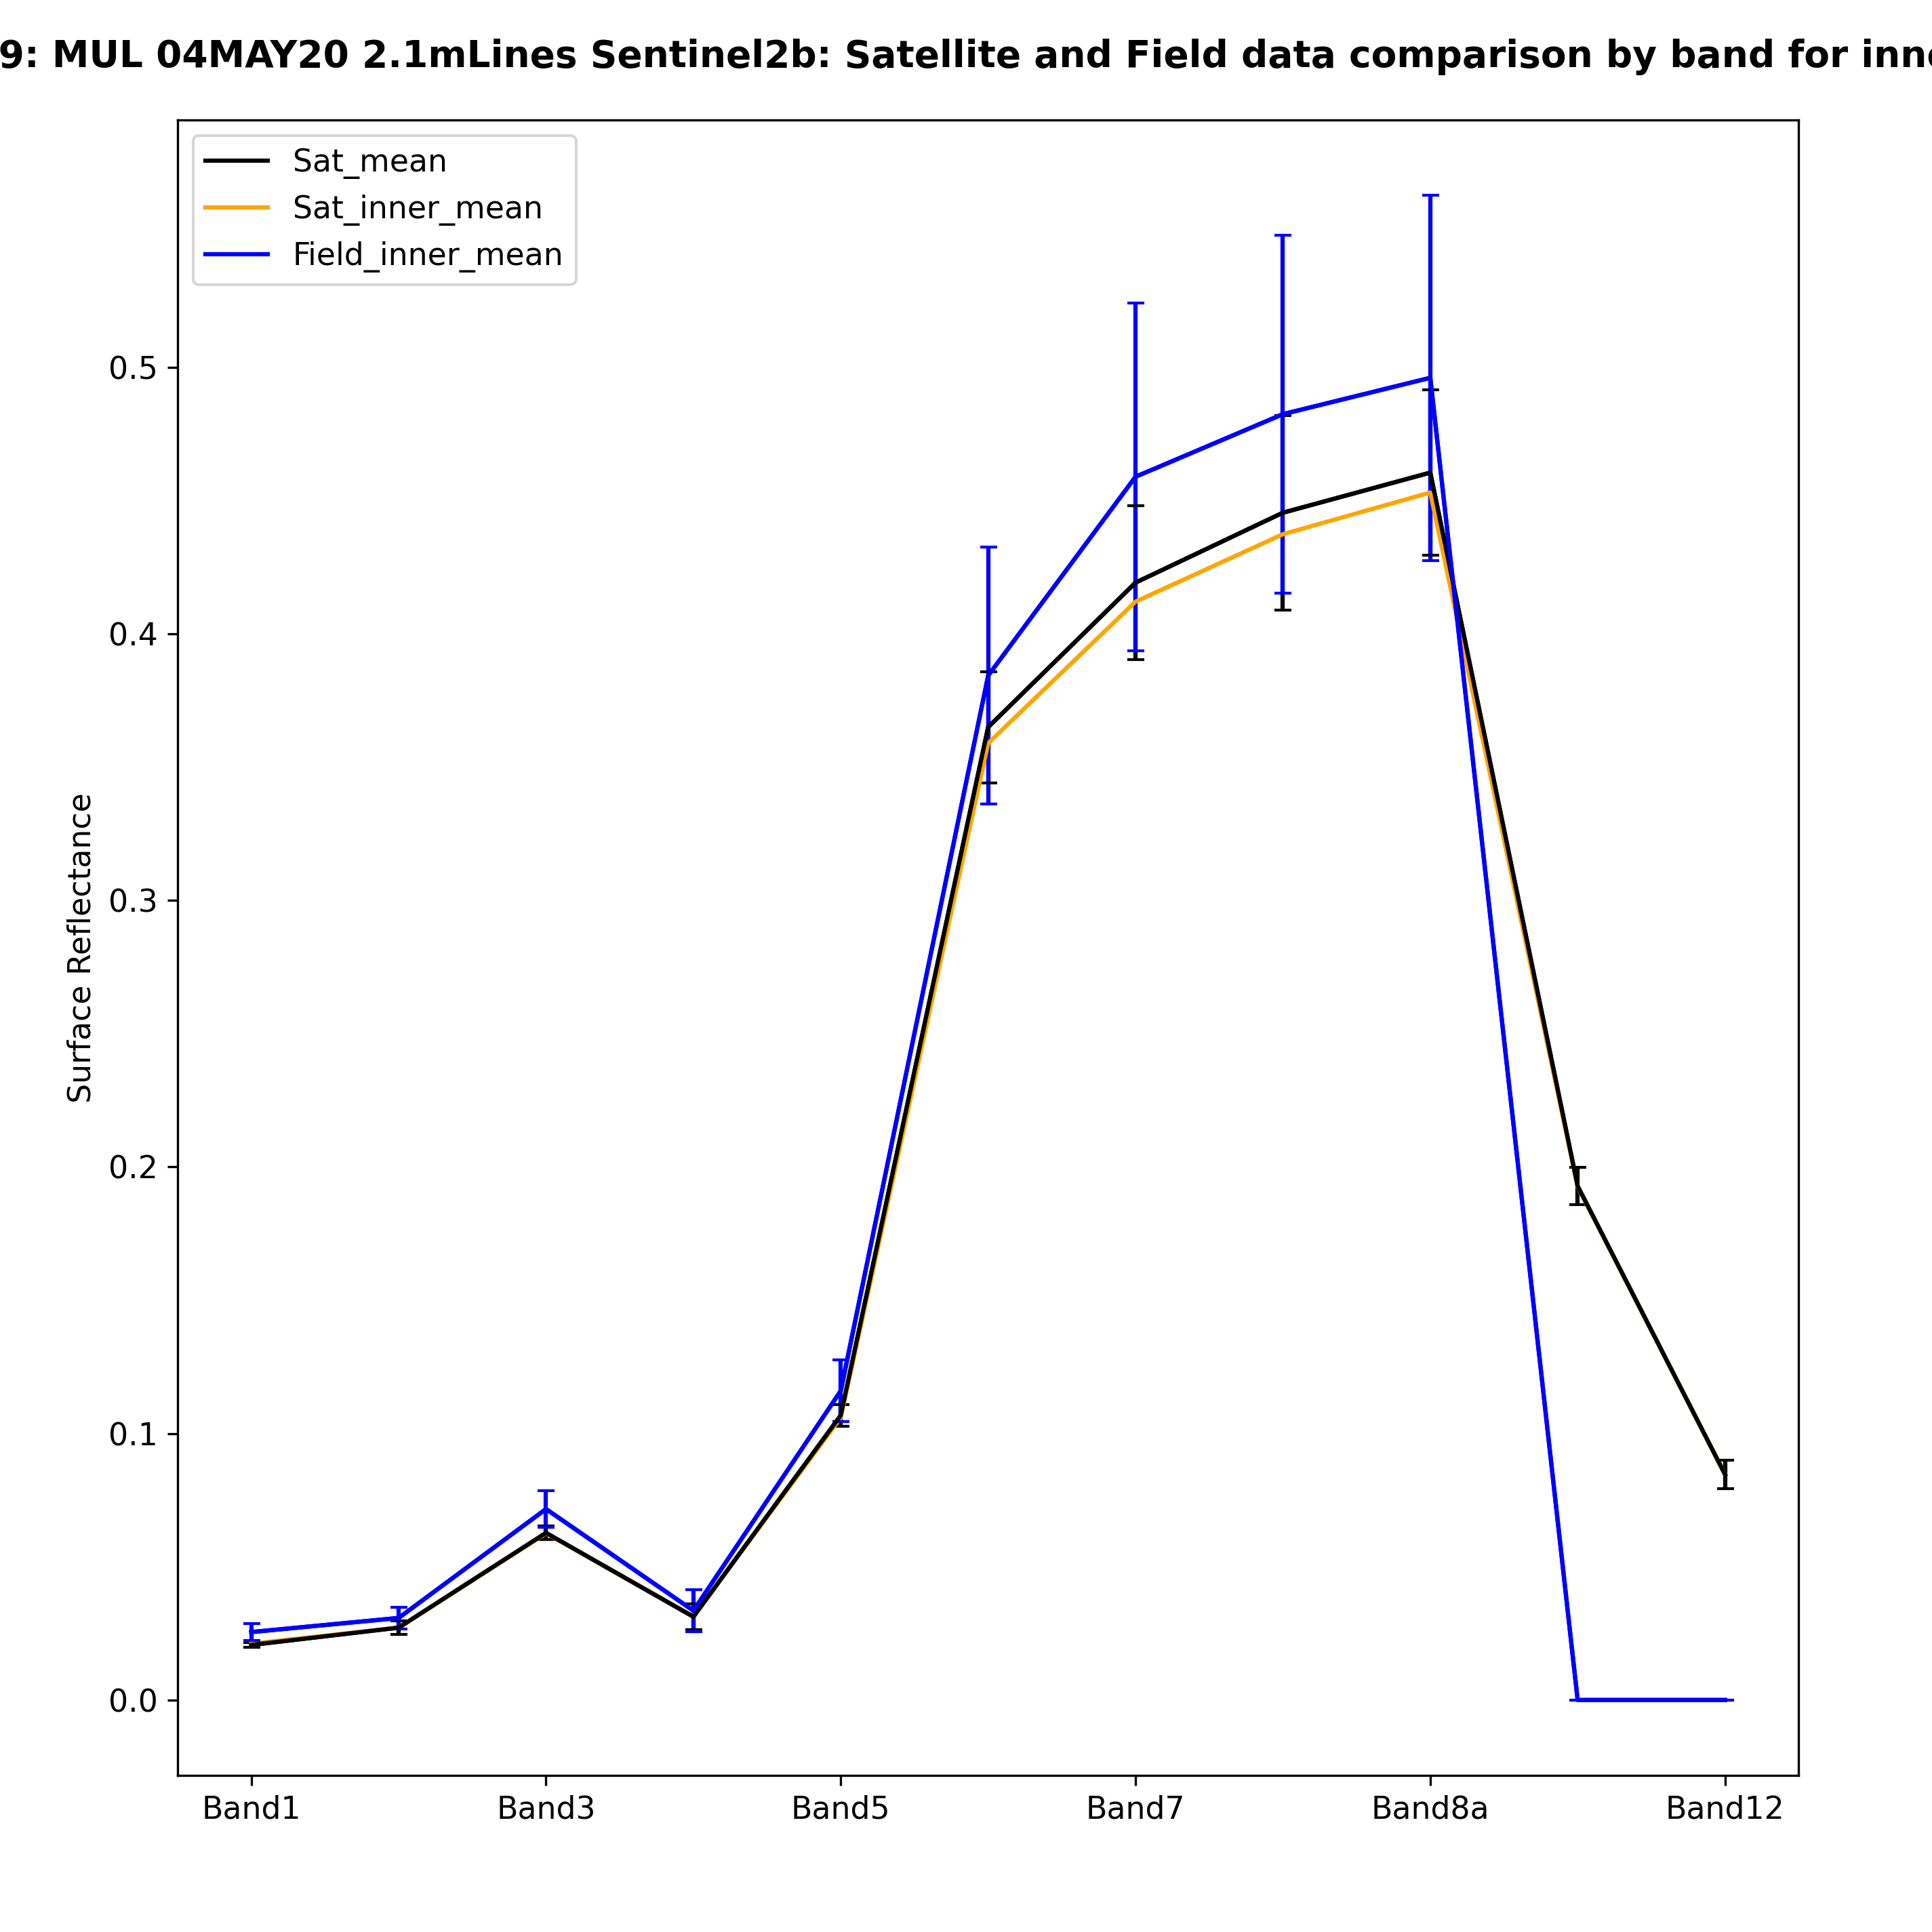 9: MUL 04MAY20 2.1mLines Sentinel2b: Satellite and Field data comparison by band for
Sat_mean
Sat_inner_mean
Field_inner_mean
Surface Reflectance
0.5
0.4
0.3
0.2
0.1
0.0
Band1 Band3 Band5 Band7 Band8a Band12